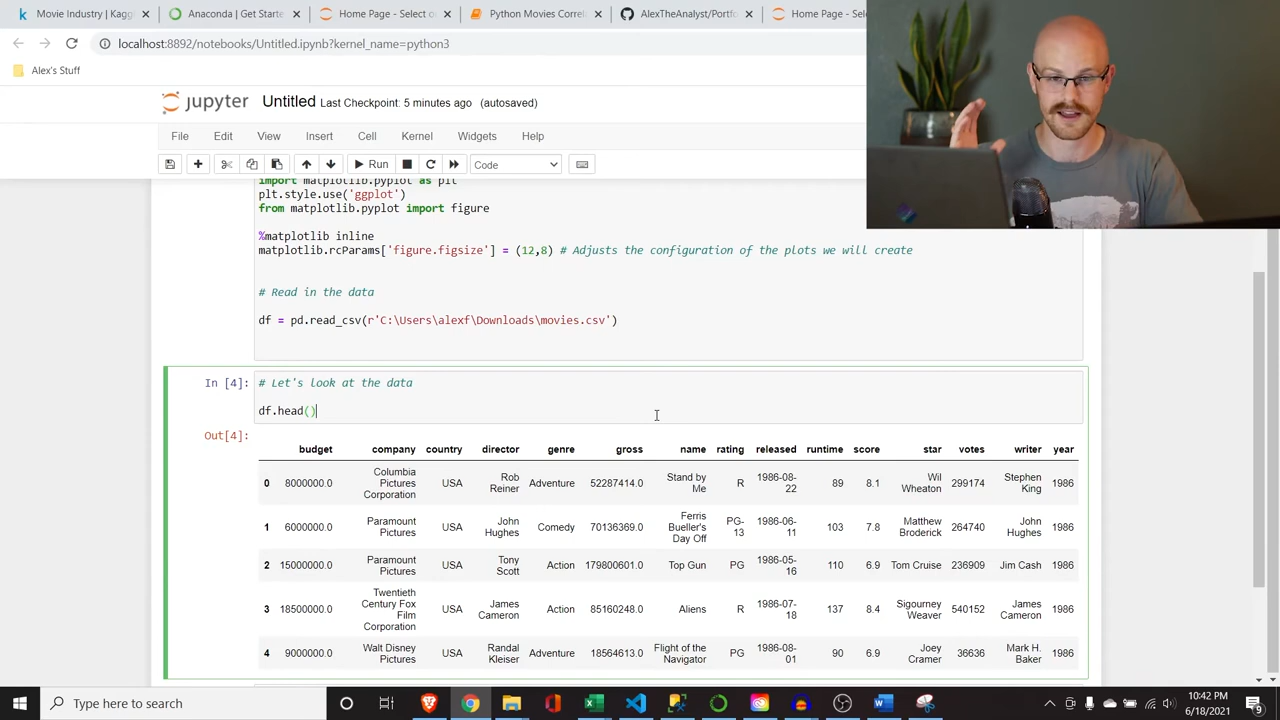 Movie Industry | Kagg
Anaconda | Get Starte
Home Page - Select o
Python Movies Correl
AlexTheAnalyst/Portfo
Home Page - Sele
localhost:8892/notebooks/Untitled.ipynb?kernel_name=python3
Alex's Stuff
jupyter Untitled Last Checkpoint: 5 minutes ago (autosaved)
File Edit View Insert Cell Kernel Widgets Help
Run Code
import matplotlib.pyplot as plt
plt.style.use('ggplot')
from matplotlib.pyplot import figure
%matplotlib inline
matplotlib.rcParams['figure.figsize'] = (12,8) # Adjusts the configuration of the plots we will create
# Read in the data
df = pd.read_csv(r'C:\Users\alexf\Downloads\movies.csv')
In [4]: # Let's look at the data
df.head()
Out[4]:
budget company country director genre gross name rating released runtime score star votes writer year
0 8000000.0 Columbia Pictures Corporation USA Rob Reiner Adventure 52287414.0 Stand by Me R 1986-08-22 89 8.1 Wil Wheaton 299174 Stephen King 1986
1 6000000.0 Paramount Pictures USA John Hughes Comedy 70136369.0 Ferris Bueller's Day Off PG-13 1986-06-11 103 7.8 Matthew Broderick 264740 John Hughes 1986
2 15000000.0 Paramount Pictures USA Tony Scott Action 179800601.0 Top Gun PG 1986-05-16 110 6.9 Tom Cruise 236909 Jim Cash 1986
3 18500000.0 Twentieth Century Fox Film Corporation USA James Cameron Action 85160248.0 Aliens R 1986-07-18 137 8.4 Sigourney Weaver 540152 James Cameron 1986
4 9000000.0 Walt Disney Pictures USA Randal Kleiser Adventure 18564613.0 Flight of the Navigator PG 1986-08-01 90 6.9 Joey Cramer 36636 Mark H. Baker 1986
Type here to search
10:42 PM
6/18/2021